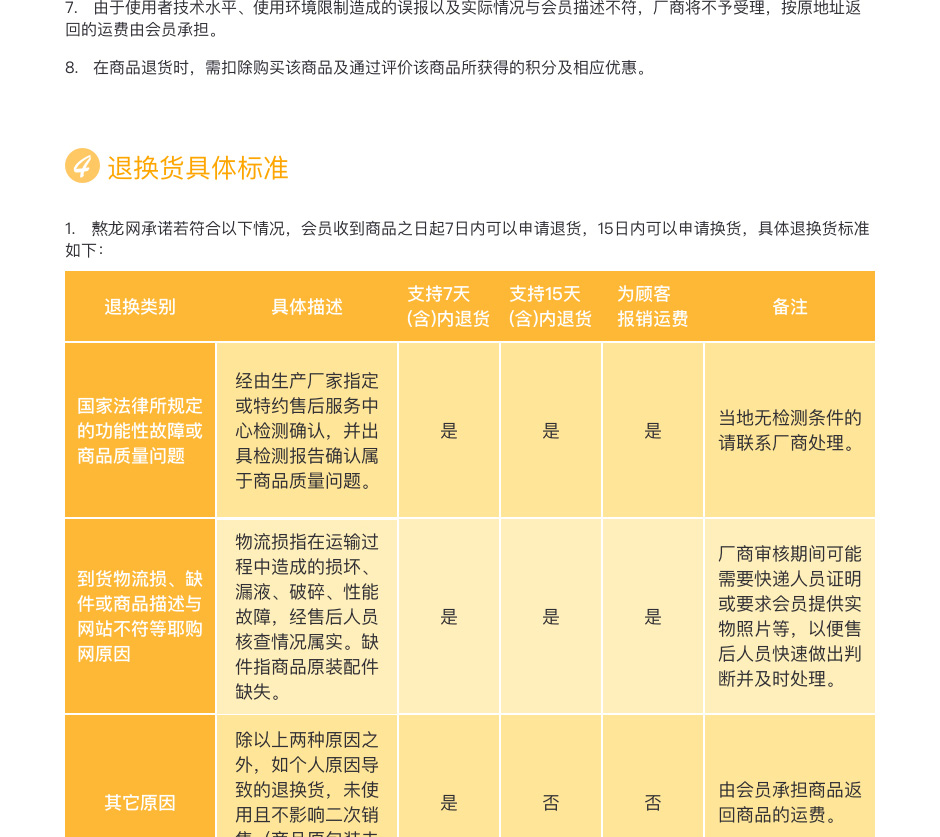 7. 由于使用者技术水平、使用环境限制造成的误报以及实际情况与会员描述不符，厂商将不予受理，按原地址返
回的运费由会员承担。
8. 在商品退货时，需扣除购买该商品及通过评价该商品所获得的积分及相应优惠。
4 退换货具体标准
1. 熬龙网承诺若符合以下情况，会员收到商品之日起7日内可以申请退货，15日内可以申请换货，具体退换货标准
如下：
退换类别
具体描述
支持7天
(含)内退货
支持15天
(含)内退货
为顾客
报销运费
备注
国家法律所规定
的功能性故障或
商品质量问题
经由生产厂家指定
或特约售后服务中
心检测确认，并出
具检测报告确认属
于商品质量问题。
是
是
是
当地无检测条件的
请联系厂商处理。
到货物流损、缺
件或商品描述与
网站不符等耶购
网原因
物流损指在运输过
程中造成的损坏、
漏液、破碎、性能
故障，经售后人员
核查情况属实。缺
件指商品原装配件
缺失。
是
是
是
厂商审核期间可能
需要快递人员证明
或要求会员提供实
物照片等，以便售
后人员快速做出判
断并及时处理。
其它原因
除以上两种原因之
外，如个人原因导
致的退换货，未使
用且不影响二次销
售（商品原包装未
是
否
否
由会员承担商品返
回商品的运费。